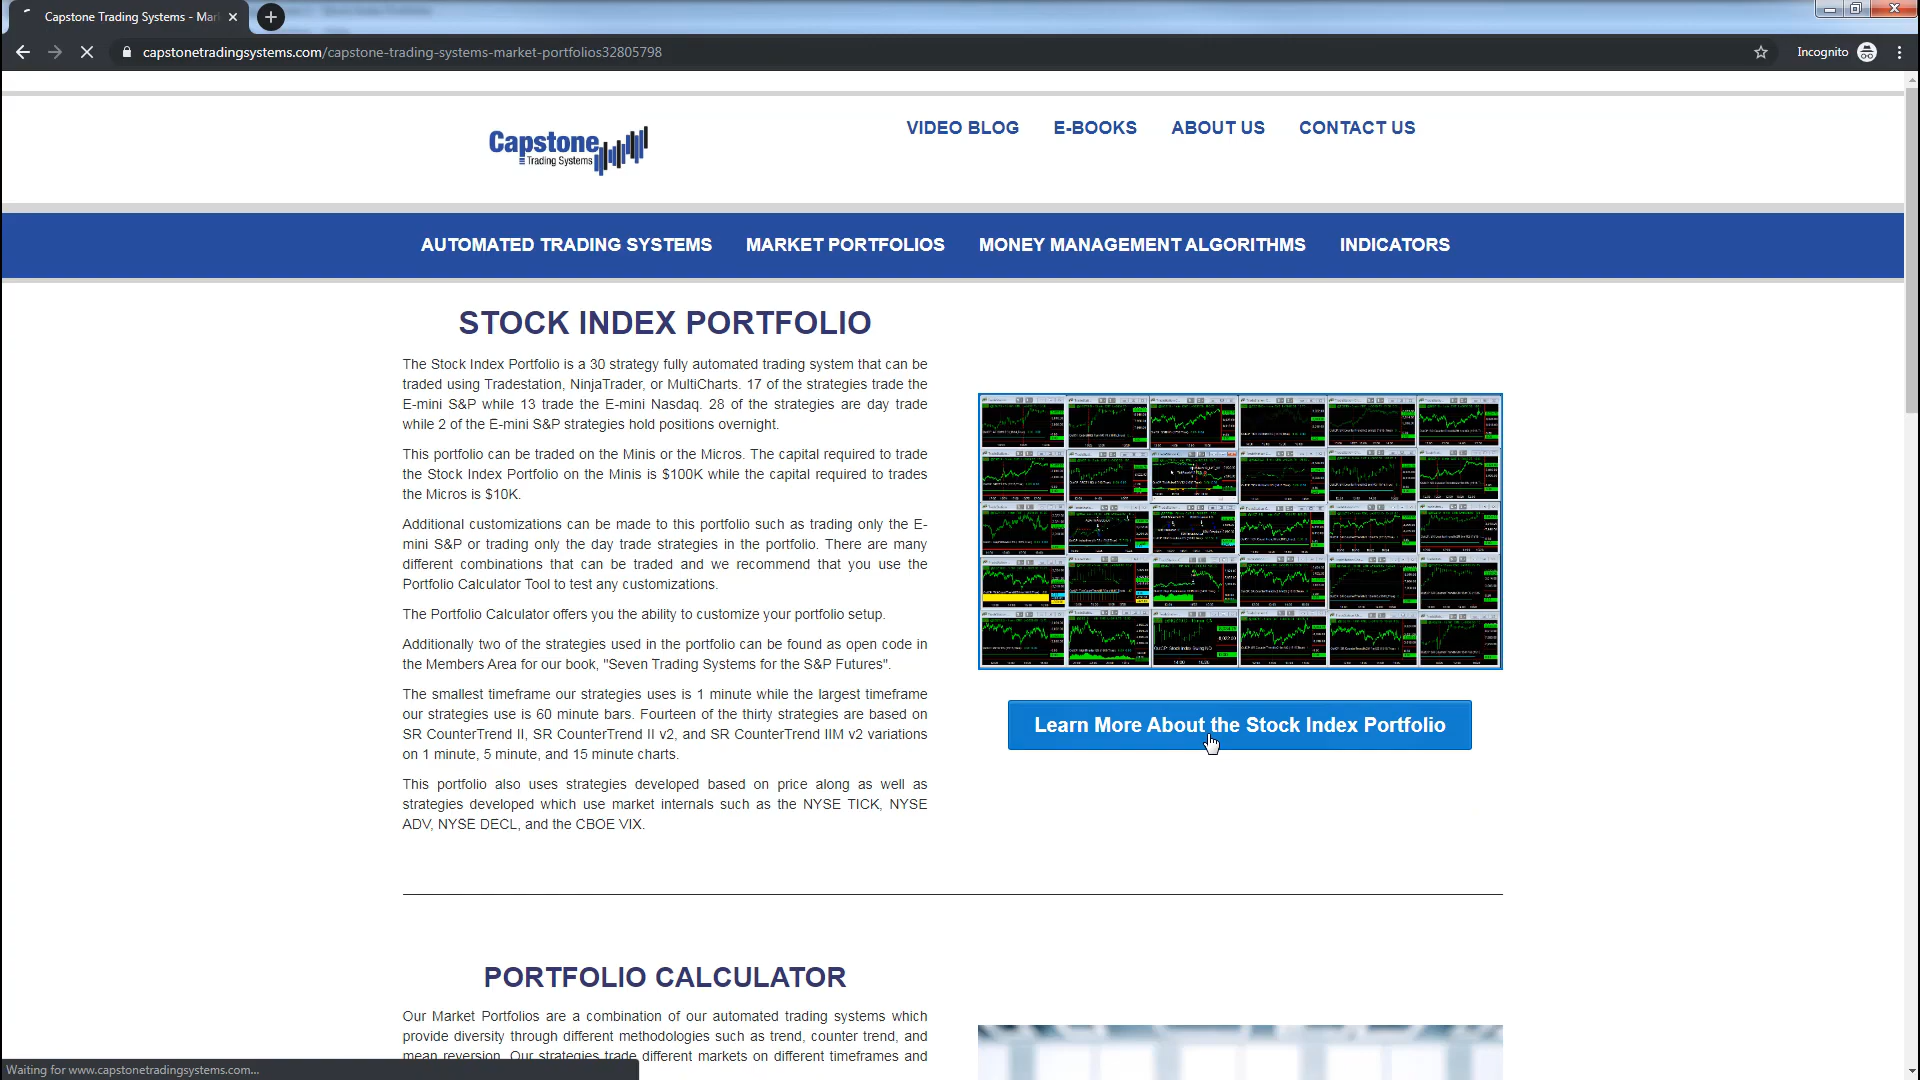 Capstone Trading Systems - Mar
capstonetradingsystems.com/capstone-trading-systems-market-portfolios32805798
Incognito
Capstone
Trading Systems
VIDEO BLOG
E-BOOKS
ABOUT US
CONTACT US
AUTOMATED TRADING SYSTEMS
MARKET PORTFOLIOS
MONEY MANAGEMENT ALGORITHMS
INDICATORS
STOCK INDEX PORTFOLIO
The Stock Index Portfolio is a 30 strategy fully automated trading system that can be
traded using Tradestation, NinjaTrader, or MultiCharts. 17 of the strategies trade the
E-mini S&P while 13 trade the E-mini Nasdaq. 28 of the strategies are day trade
while 2 of the E-mini S&P strategies hold positions overnight.
This portfolio can be traded on the Minis or the Micros. The capital required to trade
the Stock Index Portfolio on the Minis is $100K while the capital required to trades
the Micros is $10K.
Additional customizations can be made to this portfolio such as trading only the E-
mini S&P or trading only the day trade strategies in the portfolio. There are many
different combinations that can be traded and we recommend that you use the
Portfolio Calculator Tool to test any customizations.
The Portfolio Calculator offers you the ability to customize your portfolio setup.
Additionally two of the strategies used in the portfolio can be found as open code in
the Members Area for our book, "Seven Trading Systems for the S&P Futures".
The smallest timeframe our strategies uses is 1 minute while the largest timeframe
our strategies use is 60 minute bars. Fourteen of the thirty strategies are based on
SR CounterTrend II, SR CounterTrend II v2, and SR CounterTrend IIM v2 variations
on 1 minute, 5 minute, and 15 minute charts.
This portfolio also uses strategies developed based on price along as well as
strategies developed which use market internals such as the NYSE TICK, NYSE
ADV, NYSE DECL, and the CBOE VIX.
Learn More About the Stock Index Portfolio
PORTFOLIO CALCULATOR
Our Market Portfolios are a combination of our automated trading systems which
provide diversity through different methodologies such as trend, counter trend, and
mean reversion. Our strategies trade different markets on different timeframes and
Waiting for www.capstonetradingsystems.com...